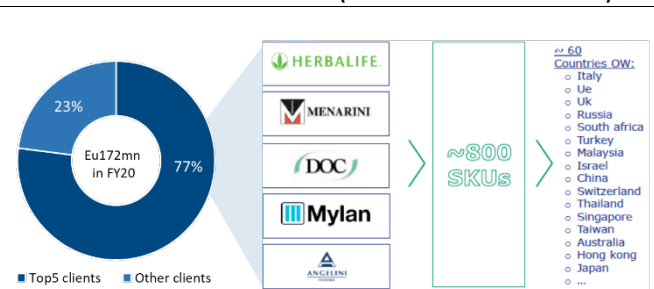 23%
Eu172mn
in FY20
77%
Top5 clients
Other clients
HERBALIFE.
MENARINI
DOC
Mylan
ANGELINI
~800
SKUs
~ 60
Countries OW:
o Italy
o Ue
o Uk
o Russia
o South africa
o Turkey
o Malaysia
o Israel
o China
o Switzerland
o Thailand
o Singapore
o Taiwan
o Australia
o Hong kong
o Japan
o ...